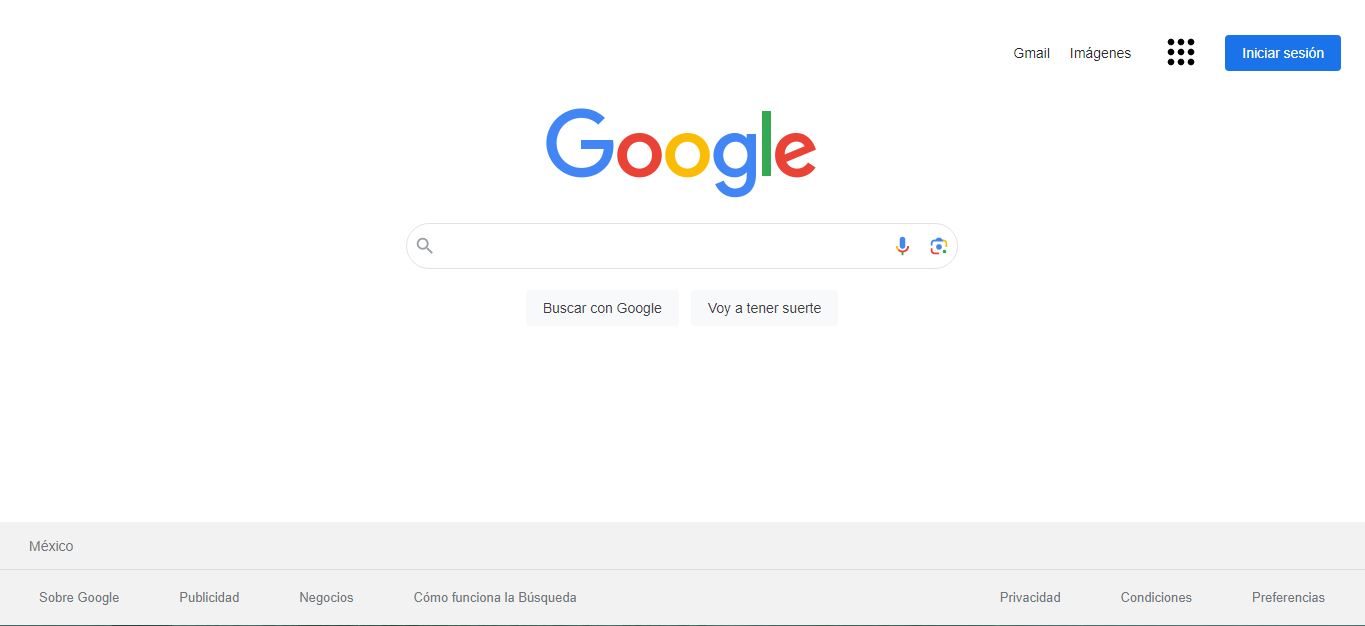 Gmail Imágenes Iniciar sesión
Google
Buscar con Google Voy a tener suerte
México
Sobre Google Publicidad Negocios Cómo funciona la Búsqueda Privacidad Condiciones Preferencias